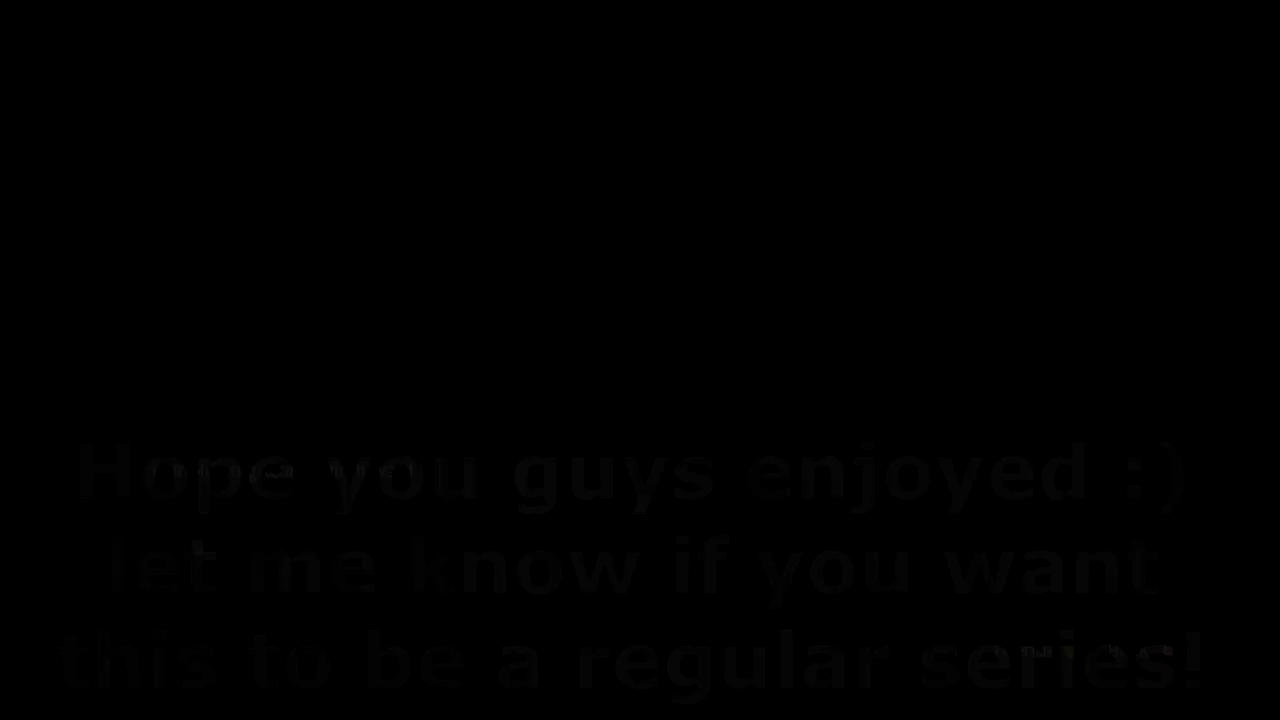 Hope you guys enjoyed :)
let me know if you want
this to be a regular series!